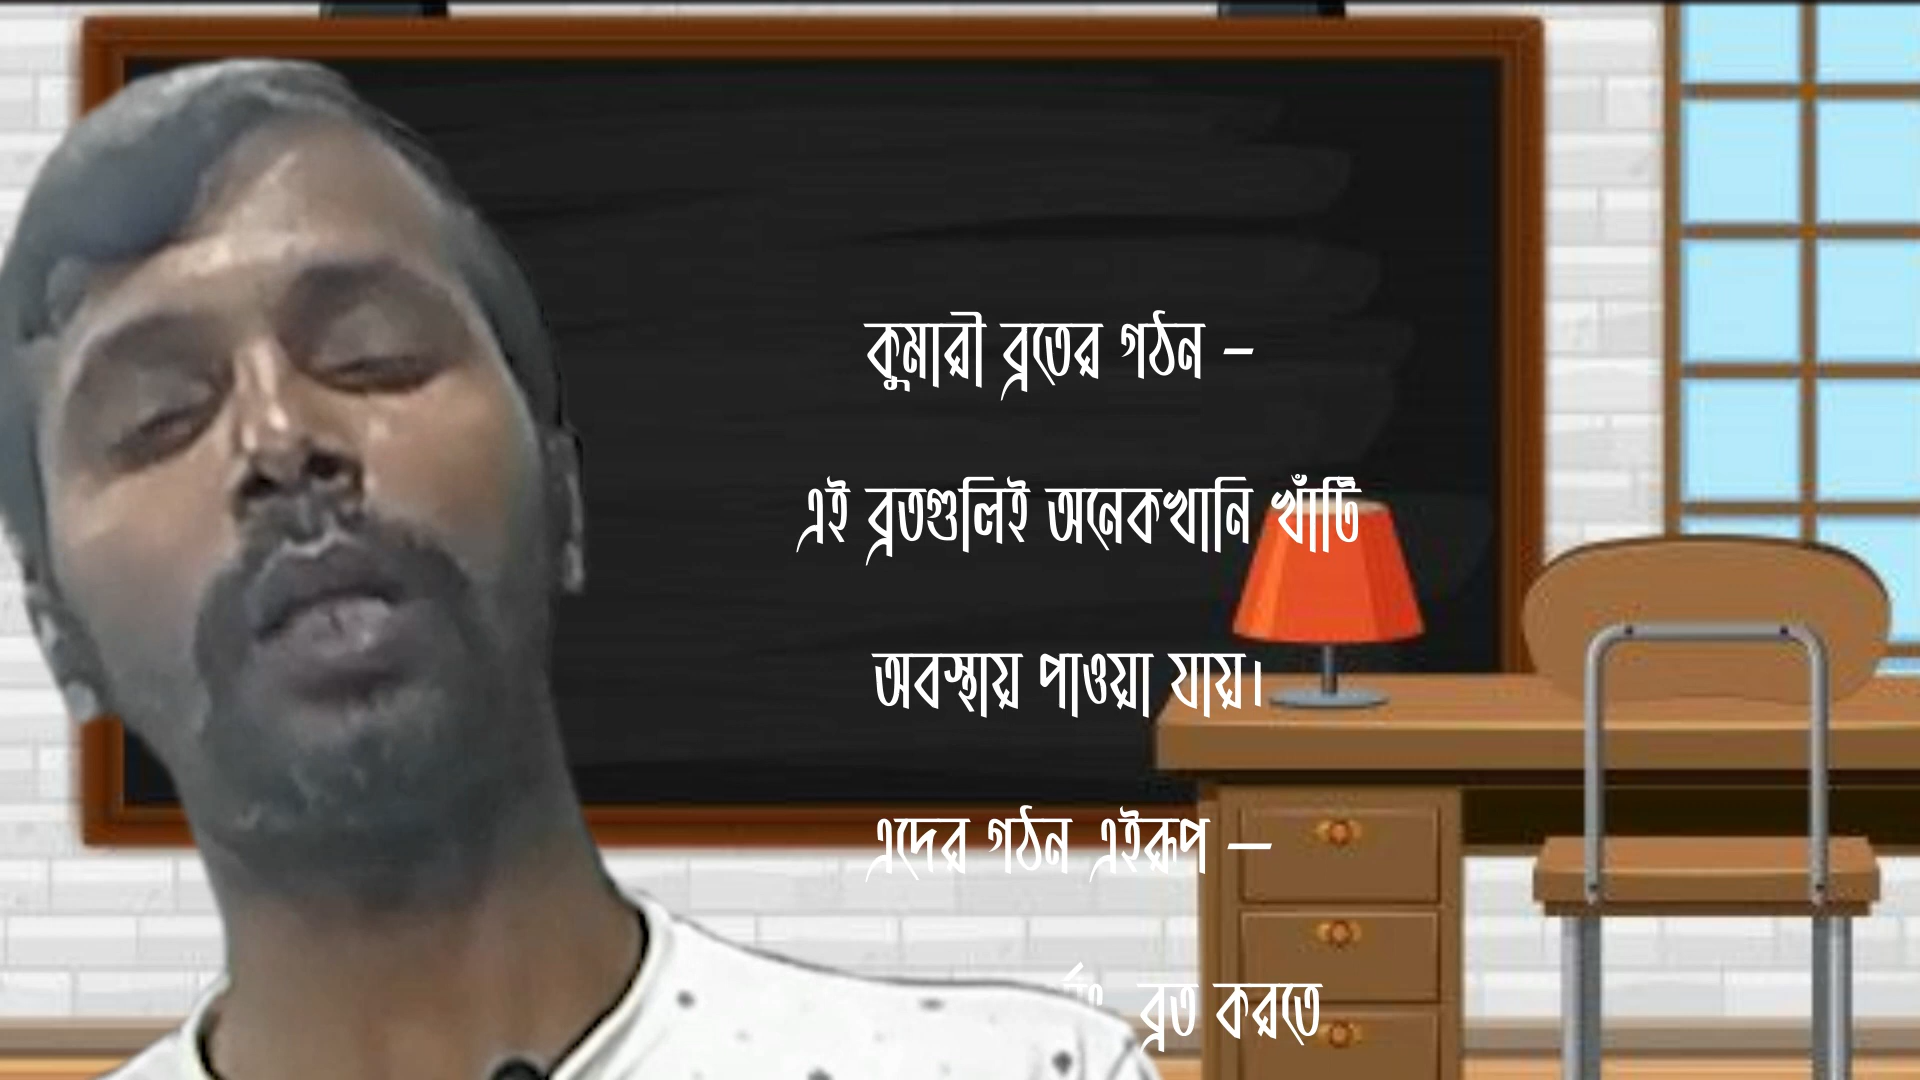 কুমারী ব্রতের গঠন –
এই ব্রতগুলিই অনেকখানি খাঁটি
অবস্থায় পাওয়া যায়।
এদের গঠন এইরূপ —
ব্রত করতে